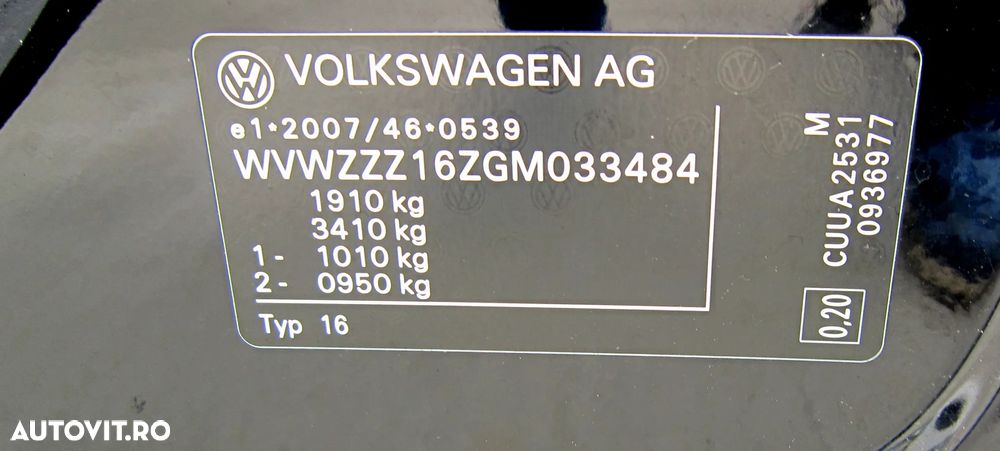 VOLKSWAGEN AG
e1*2007/46*0539
WVWZZZ16ZGM033484
1910 kg
3410 kg
1- 1010 kg
2- 0950 kg
Typ 16
M
CUUA2531
0936977
0,20
AUTOVIT.RO